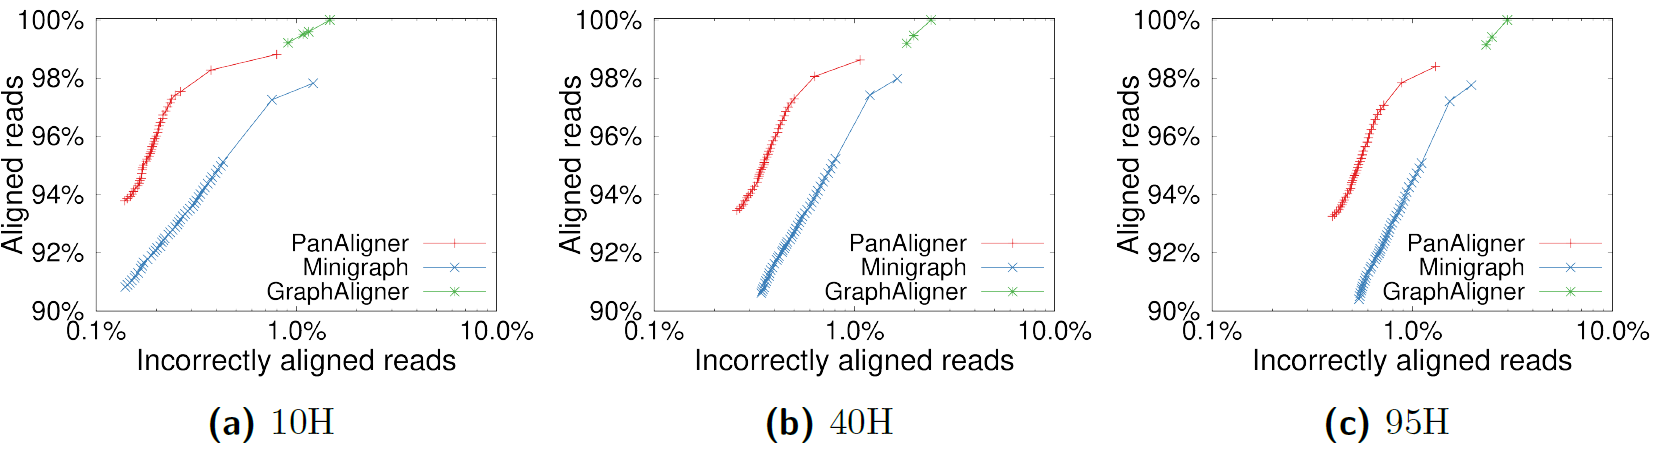 100%
98%
96%
94%
92%
90%
Aligned reads
PanAligner
Minigraph
GraphAligner
0.1% 1.0% 10.0%
Incorrectly aligned reads
(a) 10H
100%
98%
96%
94%
92%
90%
Aligned reads
PanAligner
Minigraph
GraphAligner
0.1% 1.0% 10.0%
Incorrectly aligned reads
(b) 40H
100%
98%
96%
94%
92%
90%
Aligned reads
PanAligner
Minigraph
GraphAligner
0.1% 1.0% 10.0%
Incorrectly aligned reads
(c) 95H